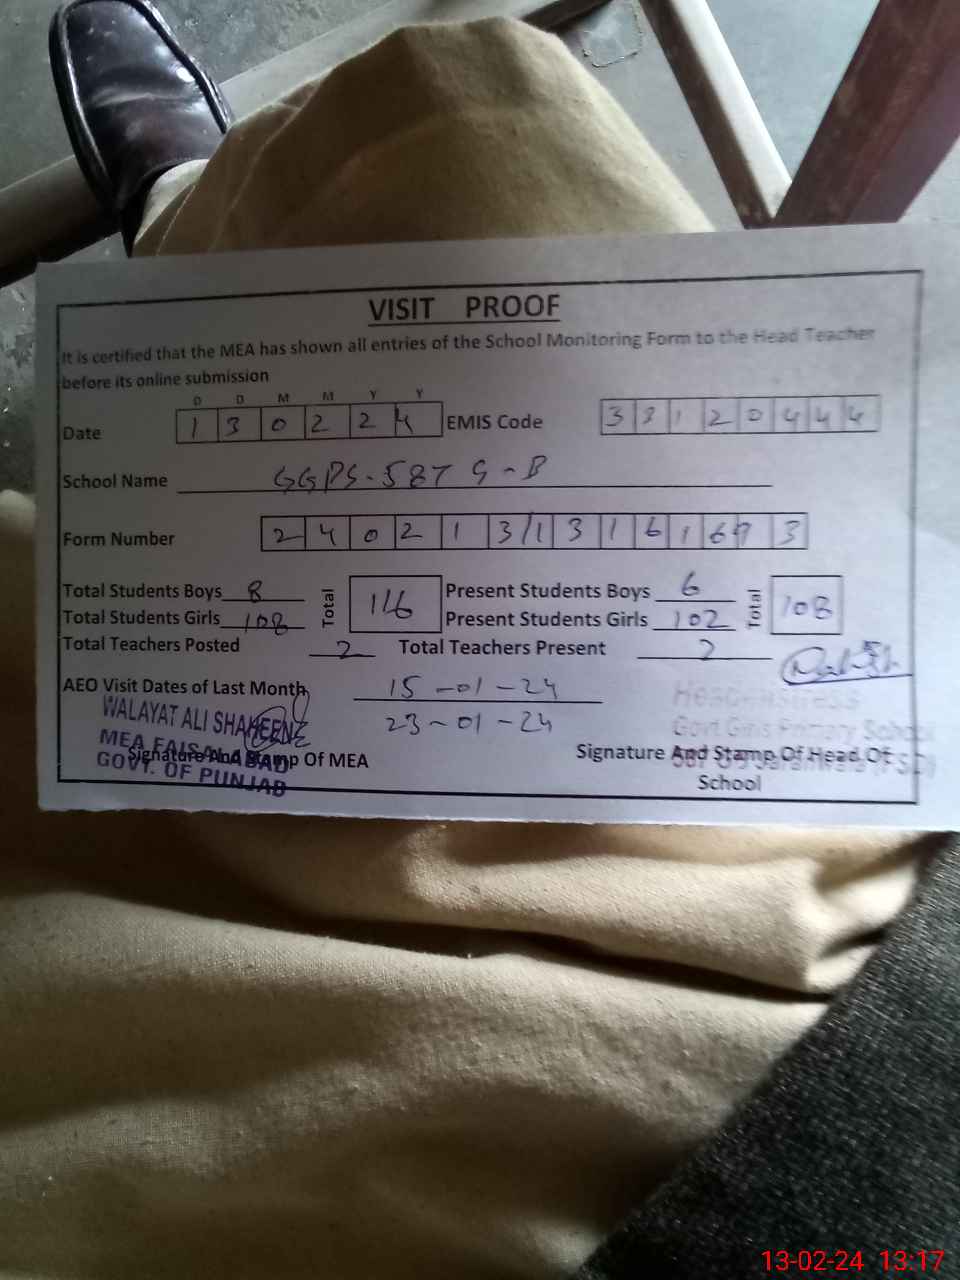 VISIT PROOF
It is certified that the MEA has shown all entries of the School Monitoring Form to the Head Teacher
before its online submission
D D M M Y Y
Date 1 3 0 2 2 4 EMIS Code 3 3 1 2 0 4 4 4
School Name GGPS-587 G-B
Form Number 2 4 0 2 1 3/1 3 1 6 1 69 3
Total Students Boys 8 Total 116 Present Students Boys 6 Total 108
Total Students Girls 108 Present Students Girls 102
Total Teachers Posted 2 Total Teachers Present 2
AEO Visit Dates of Last Month 15-01-24
23-01-24
WALAYAT ALI SHAHEEN
MEA FAISALABAD
GOVT. OF PUNJAB
Signature And Stamp Of MEA
Headmistress
Govt Girls Primary School
Signature And Stamp Of Head Of
School
13-02-24 13:17